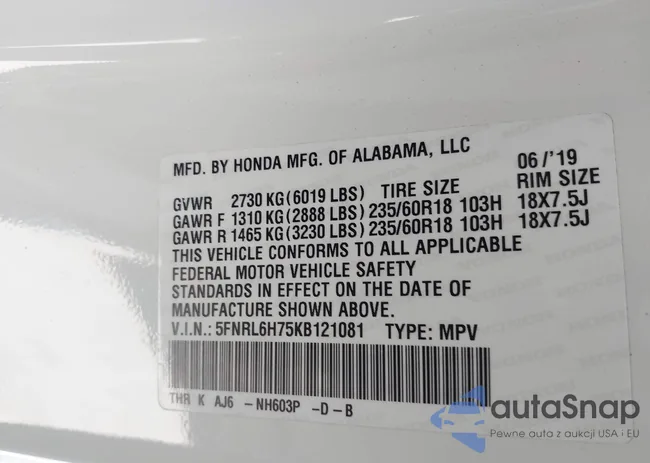 MFD. BY HONDA MFG. OF ALABAMA, LLC 06/'19
GVWR 2730 KG(6019 LBS) TIRE SIZE RIM SIZE
GAWR F 1310 KG(2888 LBS) 235/60R18 103H 18X7.5J
GAWR R 1465 KG(3230 LBS) 235/60R18 103H 18X7.5J
THIS VEHICLE CONFORMS TO ALL APPLICABLE
FEDERAL MOTOR VEHICLE SAFETY
STANDARDS IN EFFECT ON THE DATE OF
MANUFACTURE SHOWN ABOVE.
V.I.N.: 5FNRL6H75KB121081 TYPE: MPV
THR K AJ6 -NH603P -D-B
autaSnap
Pewne auta z aukcji USA i EU